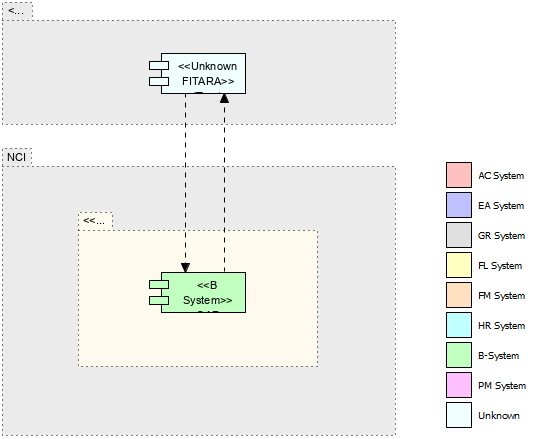 <...
<<Unknown
FITARA>>
NCI
<<...
<<B
System>>
AC System
EA System
GR System
FL System
FM System
HR System
B-System
PM System
Unknown